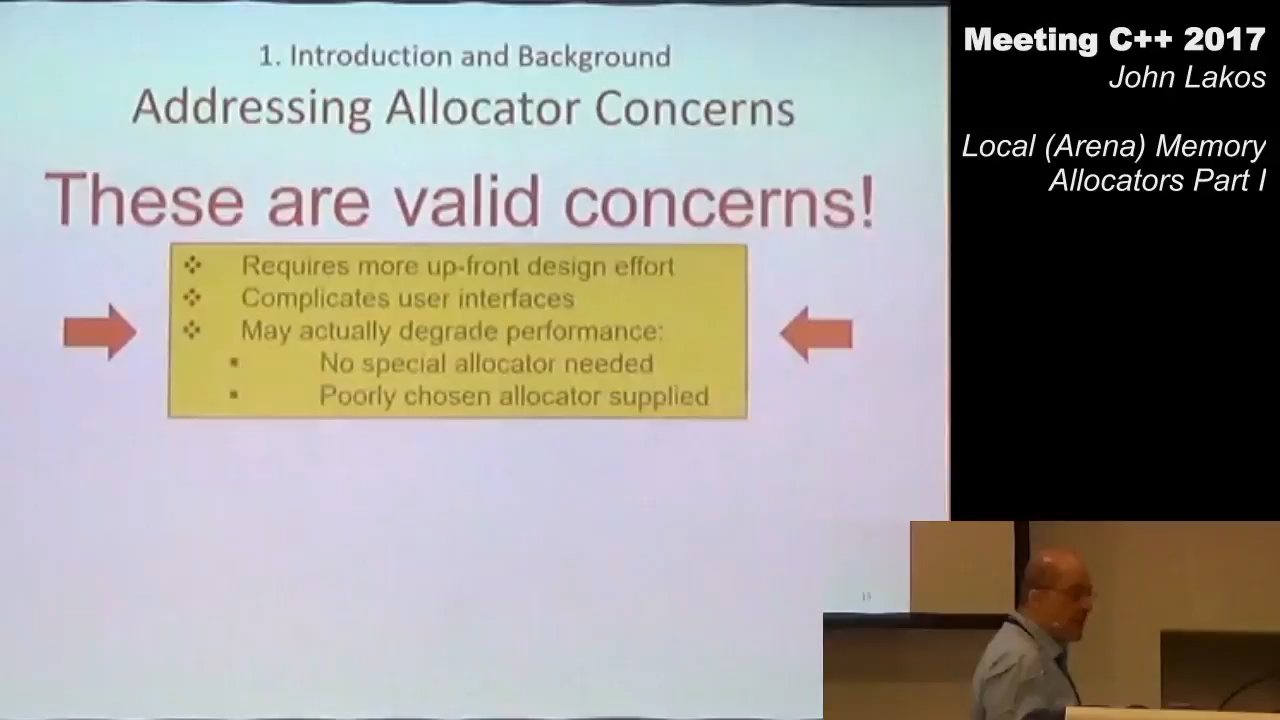 1. Introduction and Background
Addressing Allocator Concerns
These are valid concerns!
Requires more up-front design effort
Complicates user interfaces
May actually degrade performance:
No special allocator needed
Poorly chosen allocator supplied
15
Meeting C++ 2017
John Lakos
Local (Arena) Memory
Allocators Part I